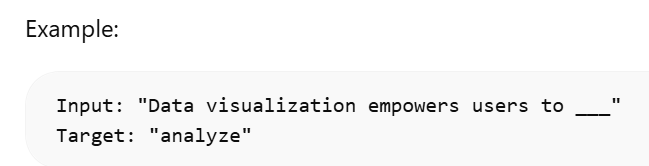 Example:
Input: "Data visualization empowers users to ___"
Target: "analyze"